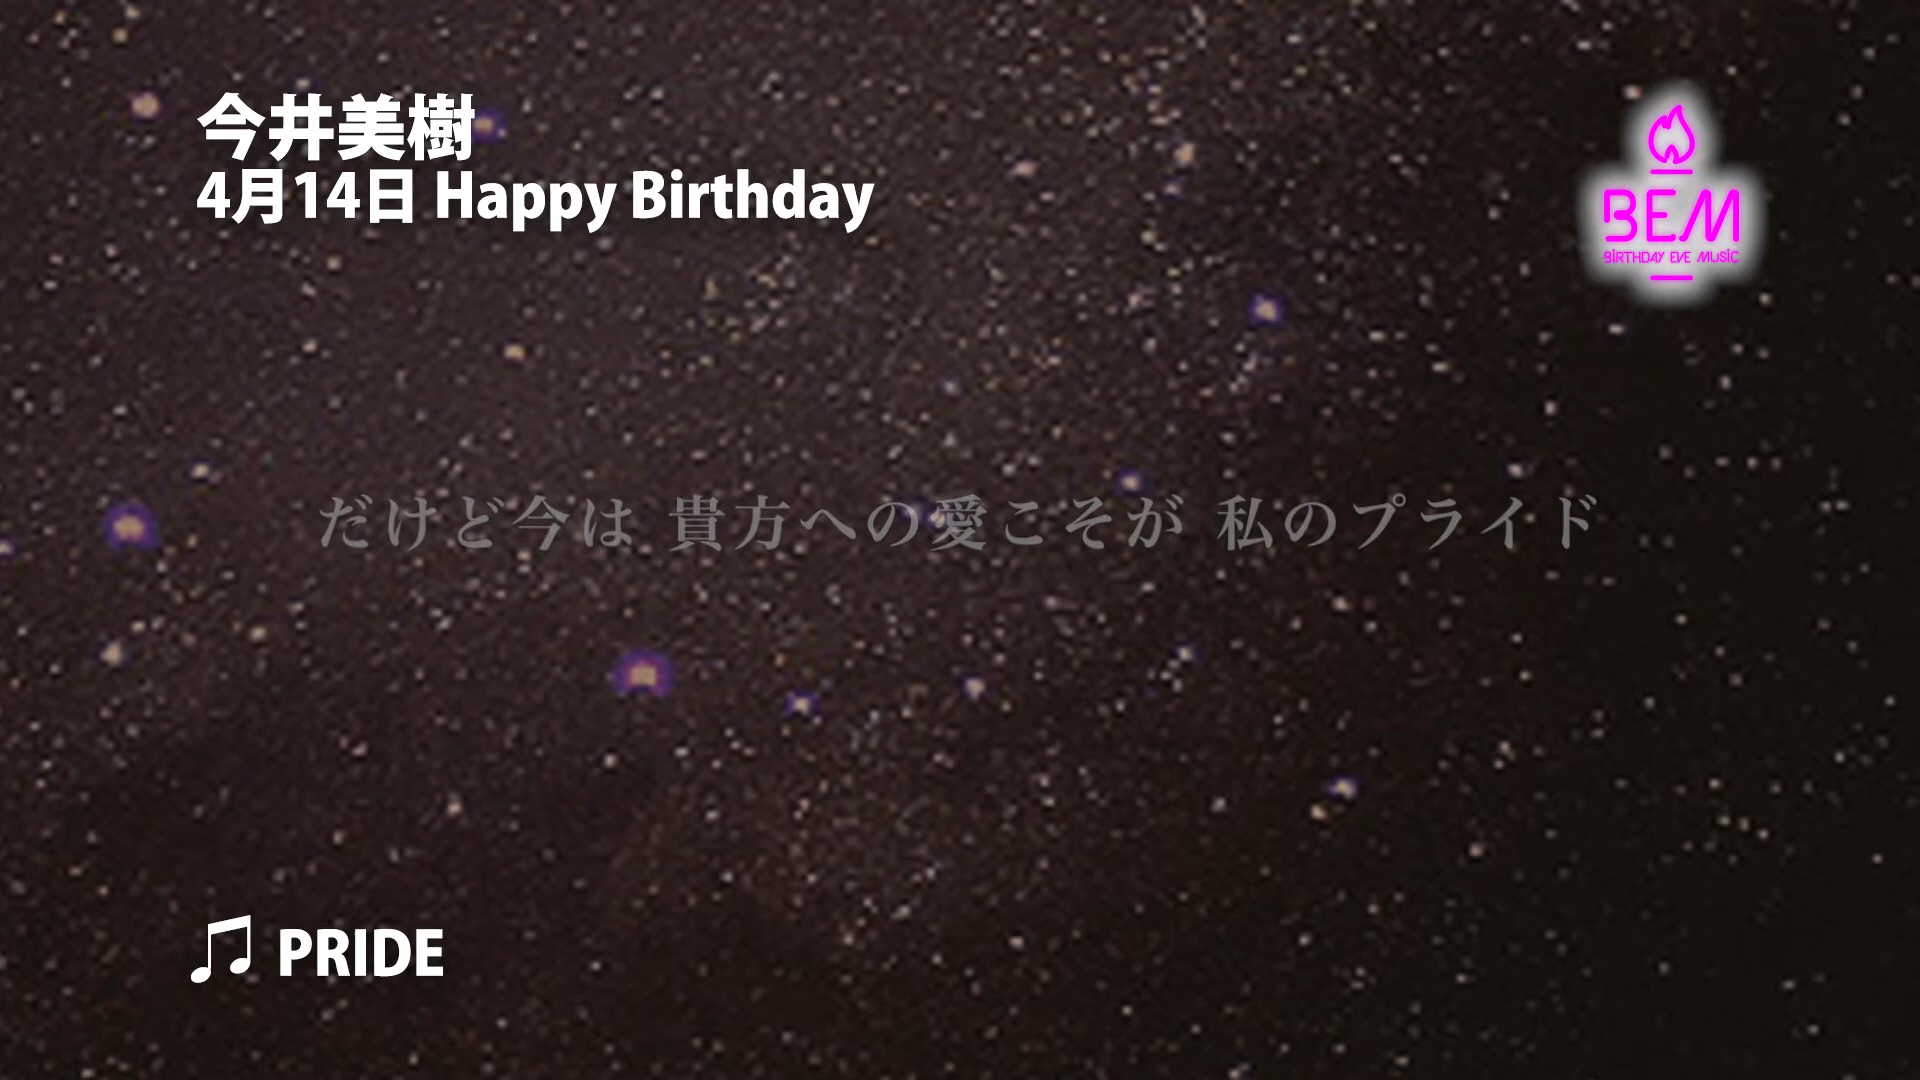 今井美樹
4月14日 Happy Birthday
BEM
BIRTHDAY EVE MUSIC
だけど今は 貴方への愛こそが 私のプライド
♫ PRIDE